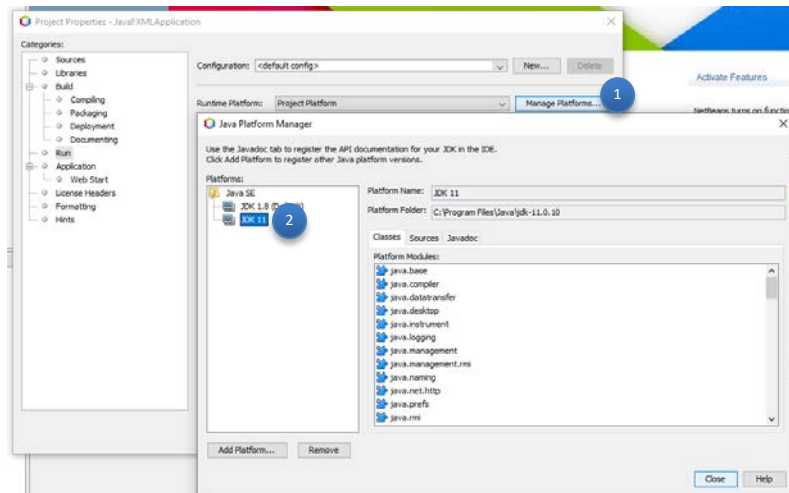 Project Properties - JavaFXMLApplication
Categories:
Sources
Libraries
Build
Compiling
Packaging
Deployment
Documenting
Run
Application
Web Start
License Headers
Formatting
Hints
Configuration: <default config>
New...
Delete
Runtime Platform: Project Platform
Manage Platforms...
1
Activate Features
NetBeans turns on functio
Java Platform Manager
Use the Javadoc tab to register the API documentation for your JDK in the IDE.
Click Add Platform to register other Java platform versions.
Platforms:
Java SE
JDK 1.8
JDK 11
2
Platform Name: JDK 11
Platform Folder: C:\Program Files\Java\jdk-11.0.10
Classes Sources Javadoc
Platform Modules:
java.base
java.compiler
java.datatransfer
java.desktop
java.instrument
java.logging
java.management
java.management.rmi
java.naming
java.net.http
java.prefs
java.rmi
Add Platform...
Remove
Close
Help